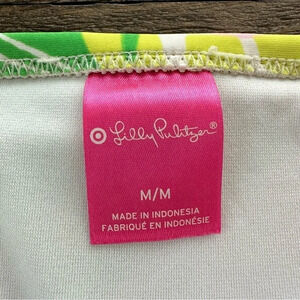 Lilly Pulitzer®
M/M
MADE IN INDONESIA
FABRIQUÉ EN INDONÉSIE